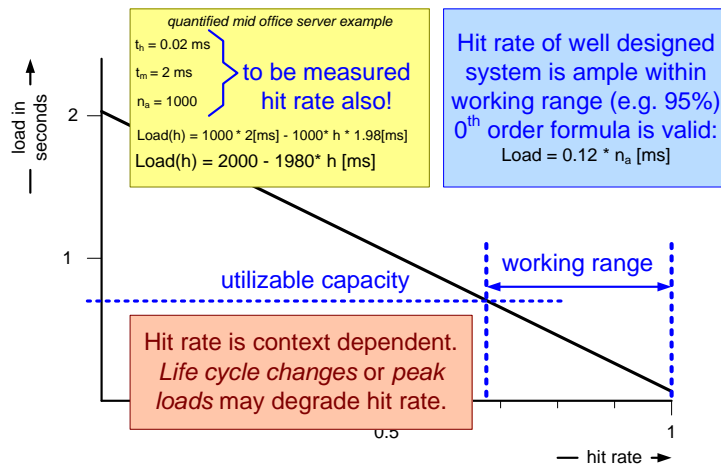 quantified mid office server example
tₕ = 0.02 ms
tₘ = 2 ms
nₐ = 1000
to be measured
hit rate also!
Load(h) = 1000 * 2[ms] - 1000* h * 1.98[ms]
Load(h) = 2000 - 1980* h [ms]
Hit rate of well designed
system is ample within
working range (e.g. 95%)
0th order formula is valid:
Load = 0.12 * nₐ [ms]
load in
seconds
2
1
utilizable capacity
working range
Hit rate is context dependent.
Life cycle changes or peak
loads may degrade hit rate.
0.5
1
hit rate